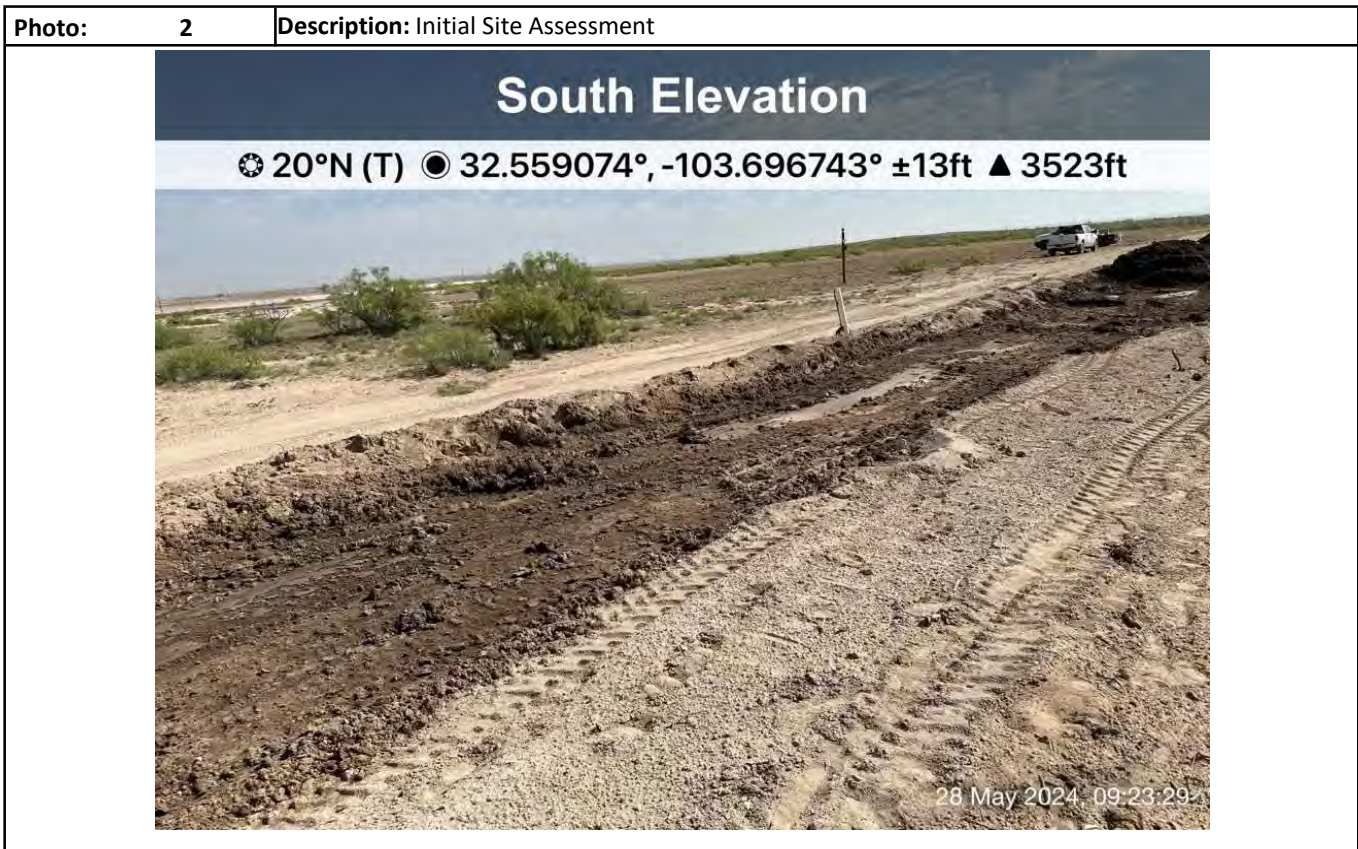 Photo: 2 Description: Initial Site Assessment
South Elevation
20°N (T) 32.559074°, -103.696743° ±13ft ▲ 3523ft
28 May 2024, 09:23:29